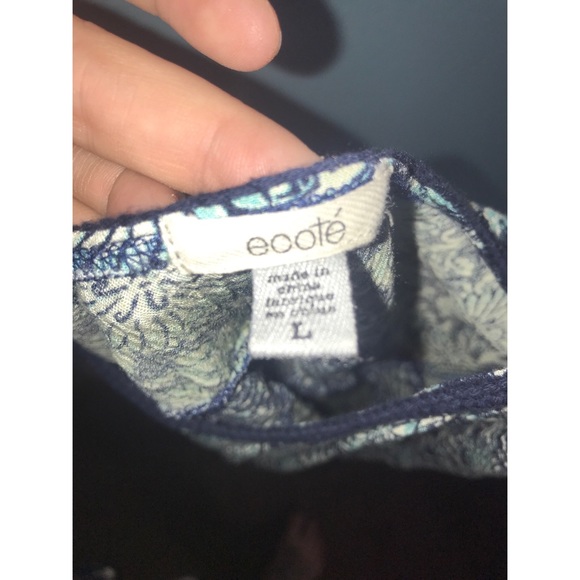 ecoté
made in
china
fabriqué
en chine
L